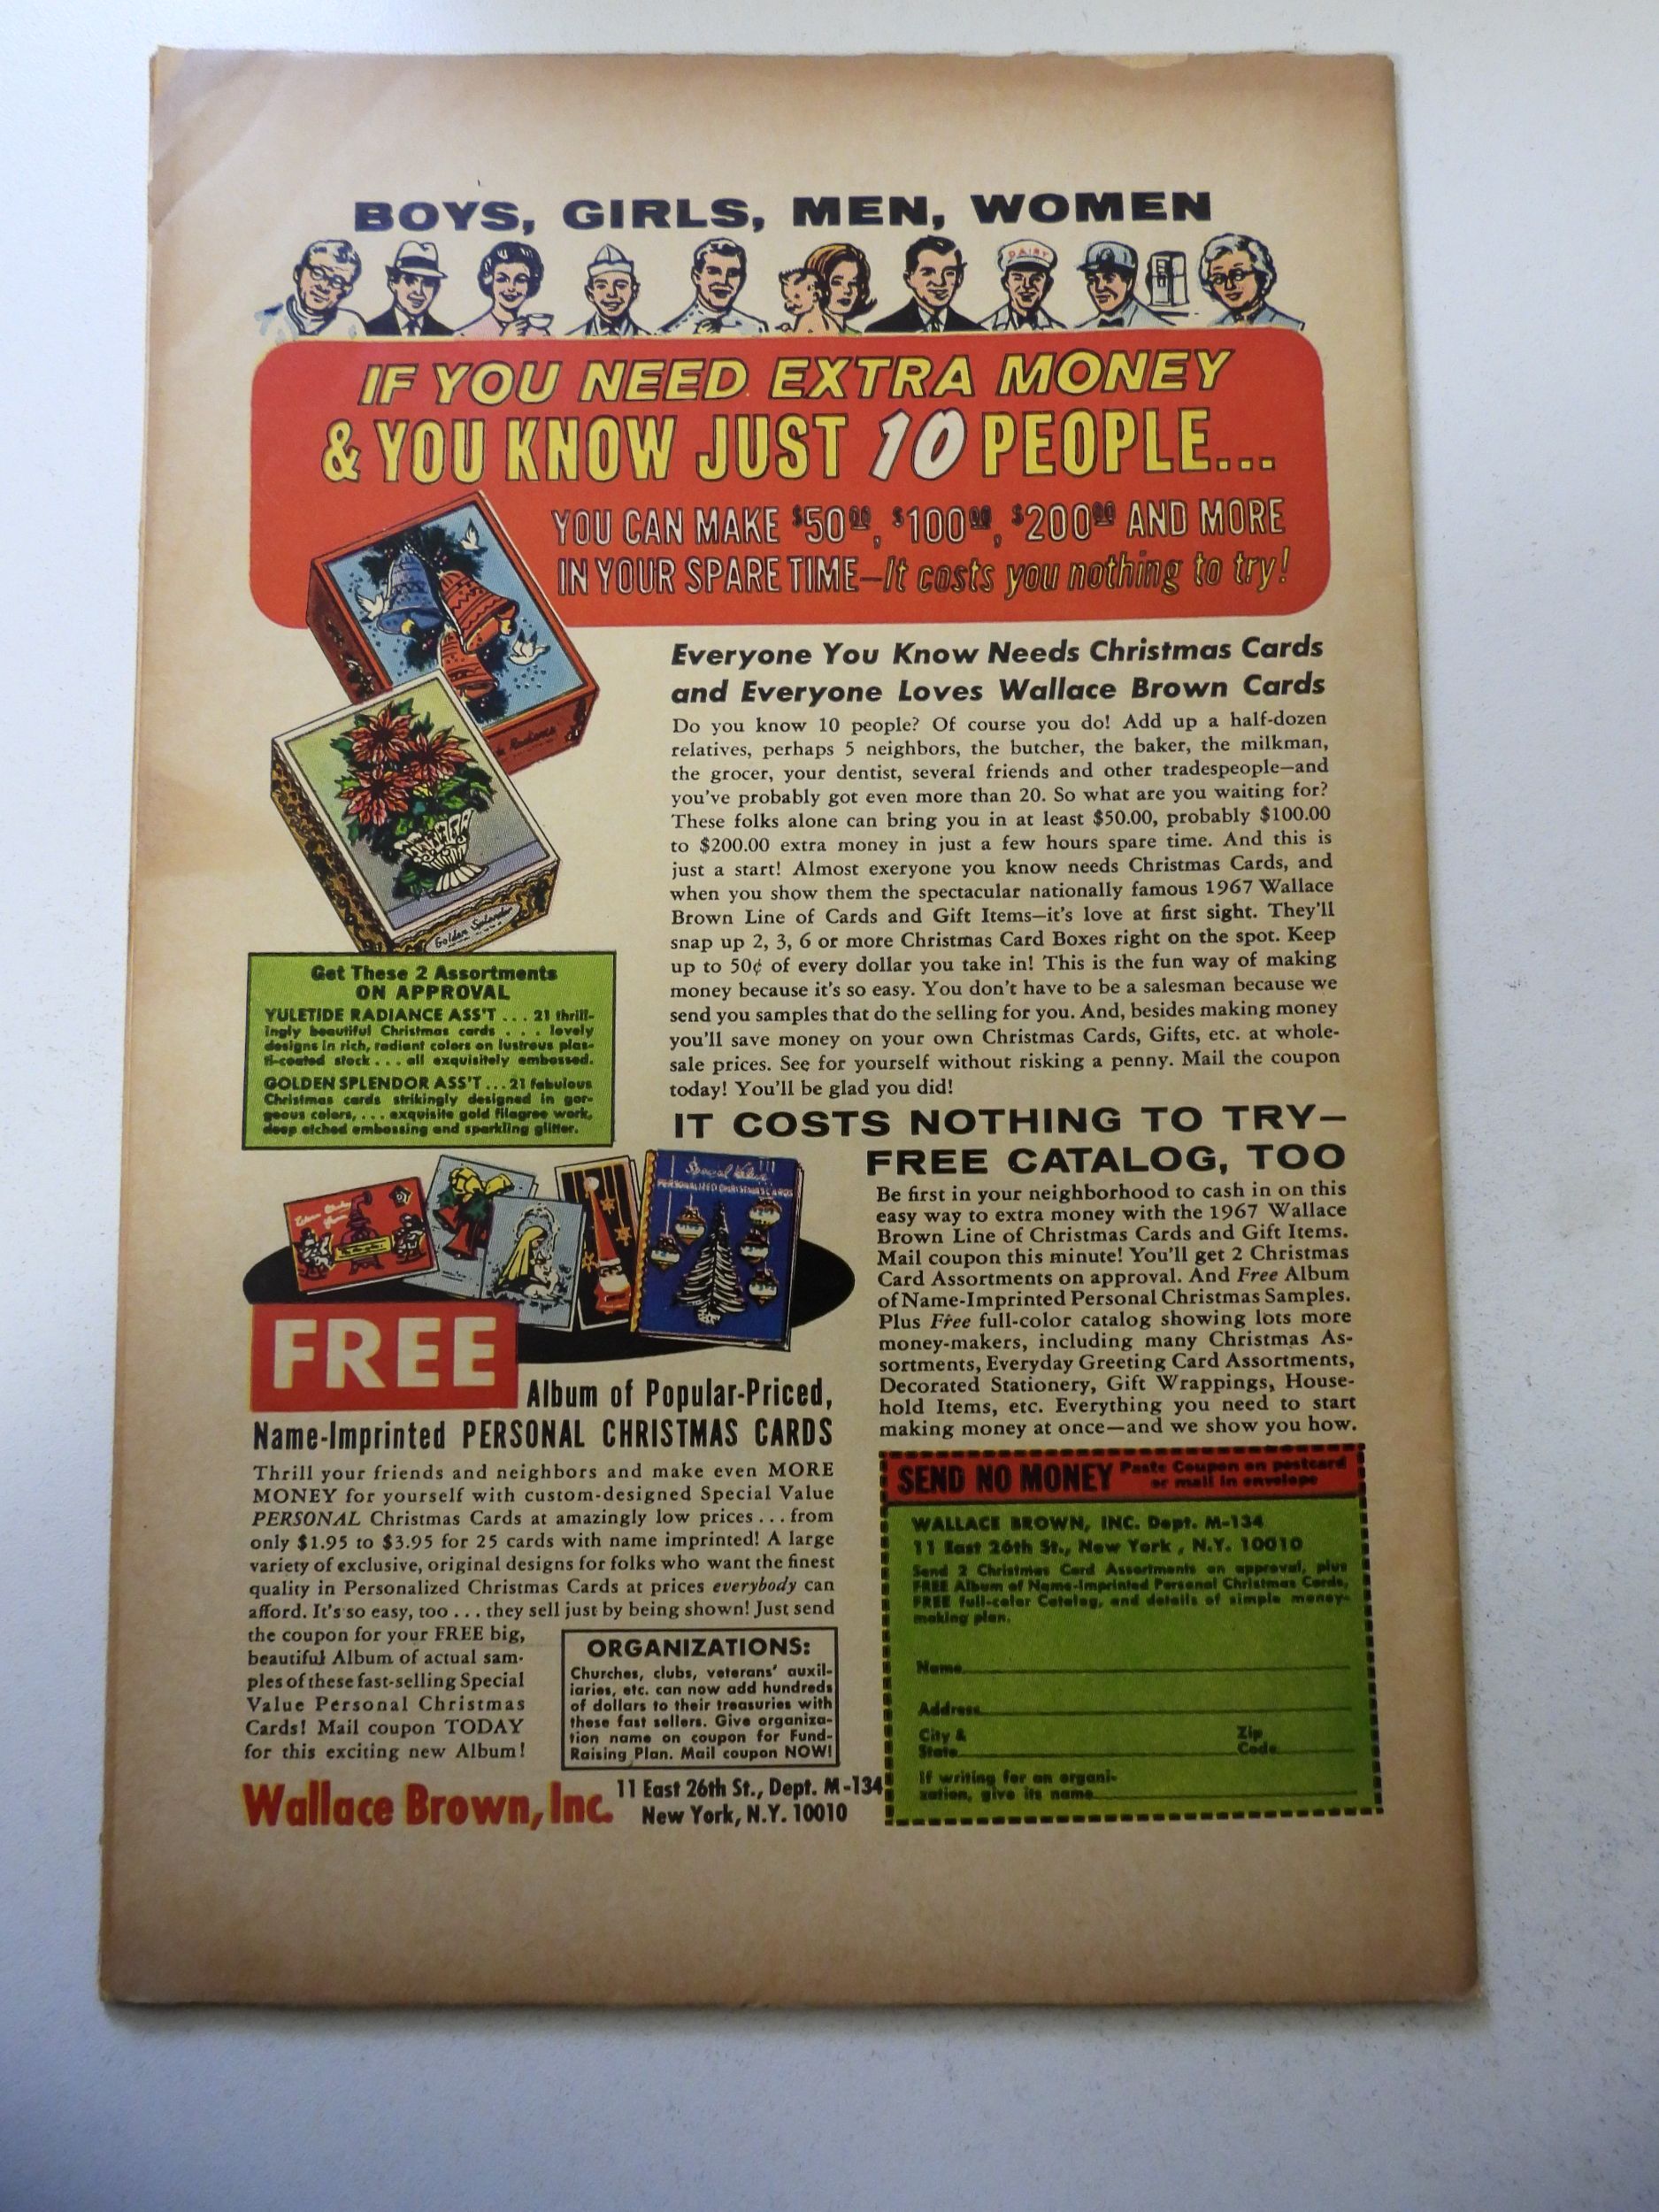 BOYS, GIRLS, MEN, WOMEN
DAISY
IF YOU NEED EXTRA MONEY
& YOU KNOW JUST 10 PEOPLE...
YOU CAN MAKE $50.00, $100.00, $200.00 AND MORE
IN YOUR SPARE TIME—It costs you nothing to try!
Radiance
Golden Splendor
Everyone You Know Needs Christmas Cards
and Everyone Loves Wallace Brown Cards
Do you know 10 people? Of course you do! Add up a half-dozen
relatives, perhaps 5 neighbors, the butcher, the baker, the milkman,
the grocer, your dentist, several friends and other tradespeople—and
you've probably got even more than 20. So what are you waiting for?
These folks alone can bring you in at least $50.00, probably $100.00
to $200.00 extra money in just a few hours spare time. And this is
just a start! Almost exeryone you know needs Christmas Cards, and
when you show them the spectacular nationally famous 1967 Wallace
Brown Line of Cards and Gift Items—it's love at first sight. They'll
snap up 2, 3, 6 or more Christmas Card Boxes right on the spot. Keep
up to 50¢ of every dollar you take in! This is the fun way of making
money because it's so easy. You don't have to be a salesman because we
send you samples that do the selling for you. And, besides making money
you'll save money on your own Christmas Cards, Gifts, etc. at whole-
sale prices. See for yourself without risking a penny. Mail the coupon
today! You'll be glad you did!
Get These 2 Assortments
ON APPROVAL
YULETIDE RADIANCE ASS'T . . . 21 thrill-
ingly beautiful Christmas cards . . . lovely
designs in rich, radiant colors on lustrous plas-
ti-coated stock . . . all exquisitely embossed.
GOLDEN SPLENDOR ASS'T . . . 21 fabulous
Christmas cards strikingly designed in gor-
geous colors, . . . exquisite gold filagree work,
deep etched embossing and sparkling glitter.
IT COSTS NOTHING TO TRY—
FREE CATALOG, TOO
Be first in your neighborhood to cash in on this
easy way to extra money with the 1967 Wallace
Brown Line of Christmas Cards and Gift Items.
Mail coupon this minute! You'll get 2 Christmas
Card Assortments on approval. And Free Album
of Name-Imprinted Personal Christmas Samples.
Plus Free full-color catalog showing lots more
money-makers, including many Christmas As-
sortments, Everyday Greeting Card Assortments,
Decorated Stationery, Gift Wrappings, House-
hold Items, etc. Everything you need to start
making money at once—and we show you how.
Special Value
PERSONALIZED CHRISTMAS CARDS
FREE
Album of Popular-Priced,
Name-Imprinted PERSONAL CHRISTMAS CARDS
Thrill your friends and neighbors and make even MORE
MONEY for yourself with custom-designed Special Value
PERSONAL Christmas Cards at amazingly low prices . . . from
only $1.95 to $3.95 for 25 cards with name imprinted! A large
variety of exclusive, original designs for folks who want the finest
quality in Personalized Christmas Cards at prices everybody can
afford. It's so easy, too . . . they sell just by being shown! Just send
the coupon for your FREE big,
beautiful Album of actual sam-
ples of these fast-selling Special
Value Personal Christmas
Cards! Mail coupon TODAY
for this exciting new Album!
ORGANIZATIONS:
Churches, clubs, veterans' auxil-
iaries, etc. can now add hundreds
of dollars to their treasuries with
these fast sellers. Give organiza-
tion name on coupon for Fund-
Raising Plan. Mail coupon NOW!
Wallace Brown, Inc.
11 East 26th St., Dept. M-134
New York, N.Y. 10010
SEND NO MONEY
Paste Coupon on postcard
or mail in envelope
WALLACE BROWN, INC. Dept. M-134
11 East 26th St., New York, N.Y. 10010
Send 2 Christmas Card Assortments on approval, plus
FREE Album of Name-Imprinted Personal Christmas Cards,
FREE full-color Catalog, and details of simple money-
making plan.
Name
Address
City & State
Zip Code
If writing for an organi-
zation, give its name